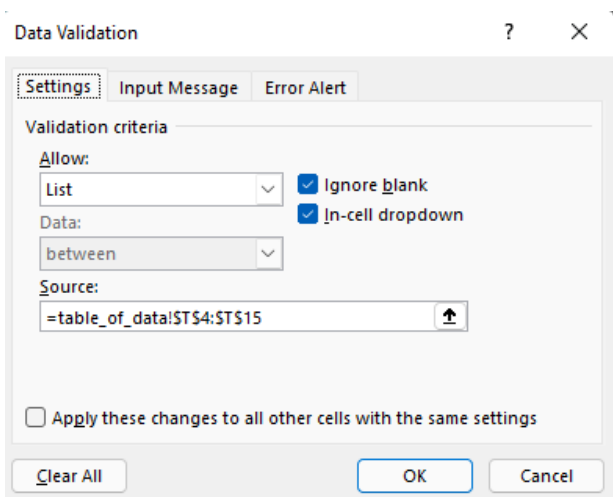 Data Validation ?
Settings Input Message Error Alert
Validation criteria
Allow:
List Ignore blank
Data: In-cell dropdown
between
Source:
=table_of_data!$T$4:$T$15
Apply these changes to all other cells with the same settings
Clear All OK Cancel